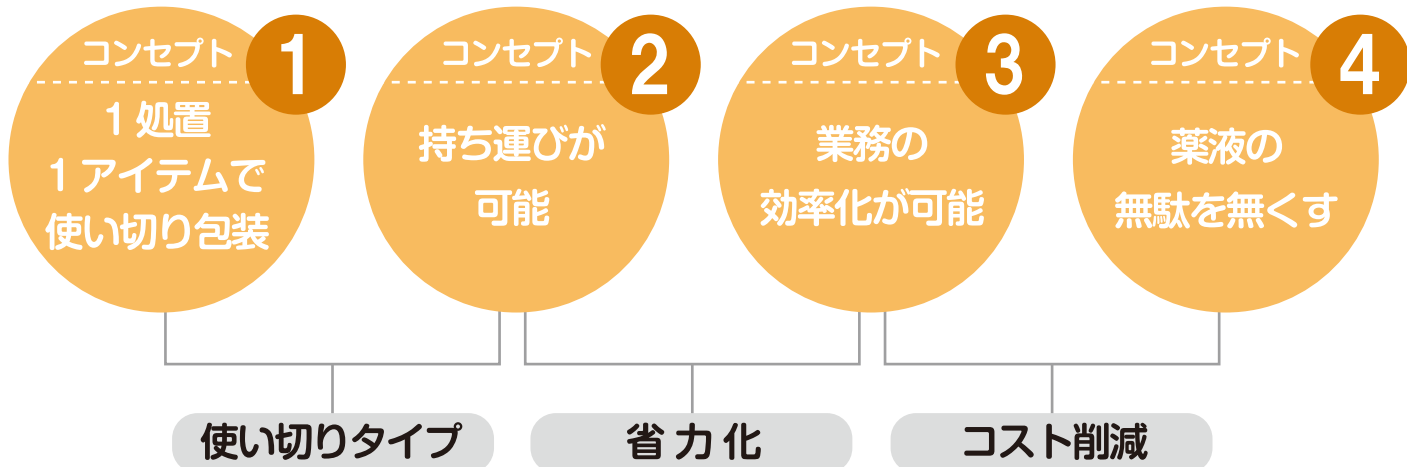 コンセプト
1
1処置
1アイテムで
使い切り包装
コンセプト
2
持ち運びが
可能
コンセプト
3
業務の
効率化が可能
コンセプト
4
薬液の
無駄を無くす
使い切りタイプ
省力化
コスト削減